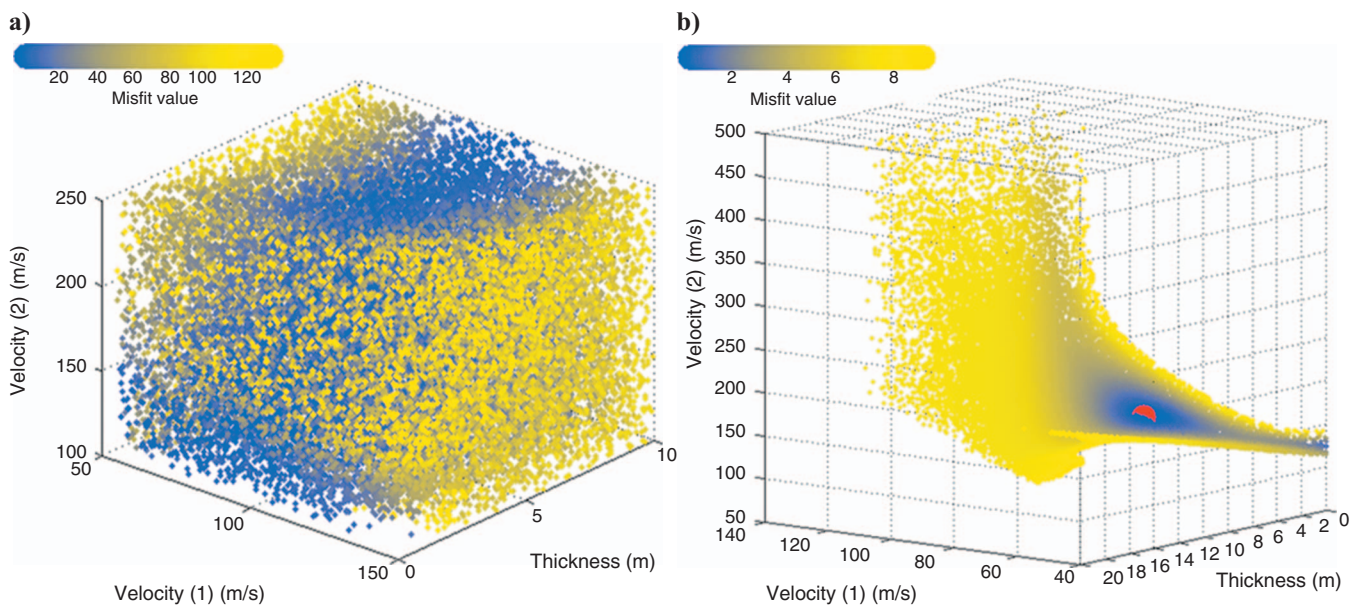 a)
20 40 60 80 100 120
Misfit value
250
200
150
100
Velocity (2) (m/s)
50
100
150
Velocity (1) (m/s)
0
5
10
Thickness (m)
b)
2 4 6 8
Misfit value
500
450
400
350
300
250
200
150
100
50
Velocity (2) (m/s)
140
120
100
80
60
40
Velocity (1) (m/s)
20 18 16 14 12 10 8 6 4 2 0
Thickness (m)